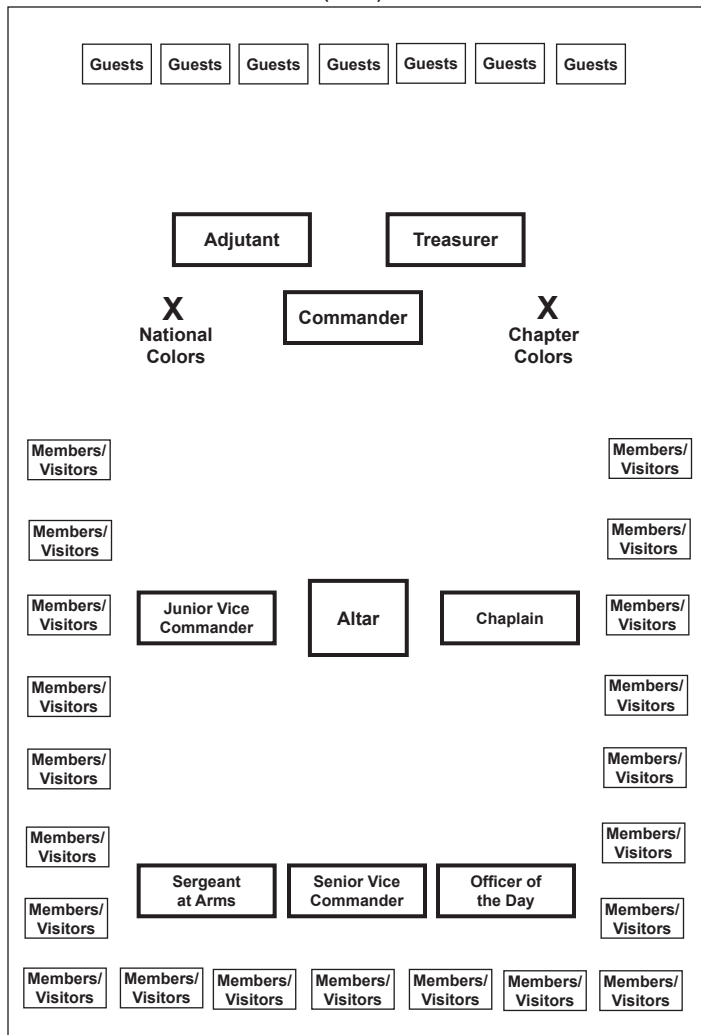 Guests Guests Guests Guests Guests Guests Guests
Adjutant Treasurer
X Commander X
National
Colors
Chapter
Colors
Members/
Visitors
Members/
Visitors
Members/
Visitors
Members/
Visitors
Members/
Visitors
Junior Vice
Commander
Altar
Chaplain
Members/
Visitors
Members/
Visitors
Members/
Visitors
Members/
Visitors
Members/
Visitors
Members/
Visitors
Members/
Visitors
Sergeant
at Arms
Senior Vice
Commander
Officer of
the Day
Members/
Visitors
Members/
Visitors
Members/
Visitors
Members/
Visitors
Members/
Visitors
Members/
Visitors
Members/
Visitors
Members/
Visitors
Members/
Visitors